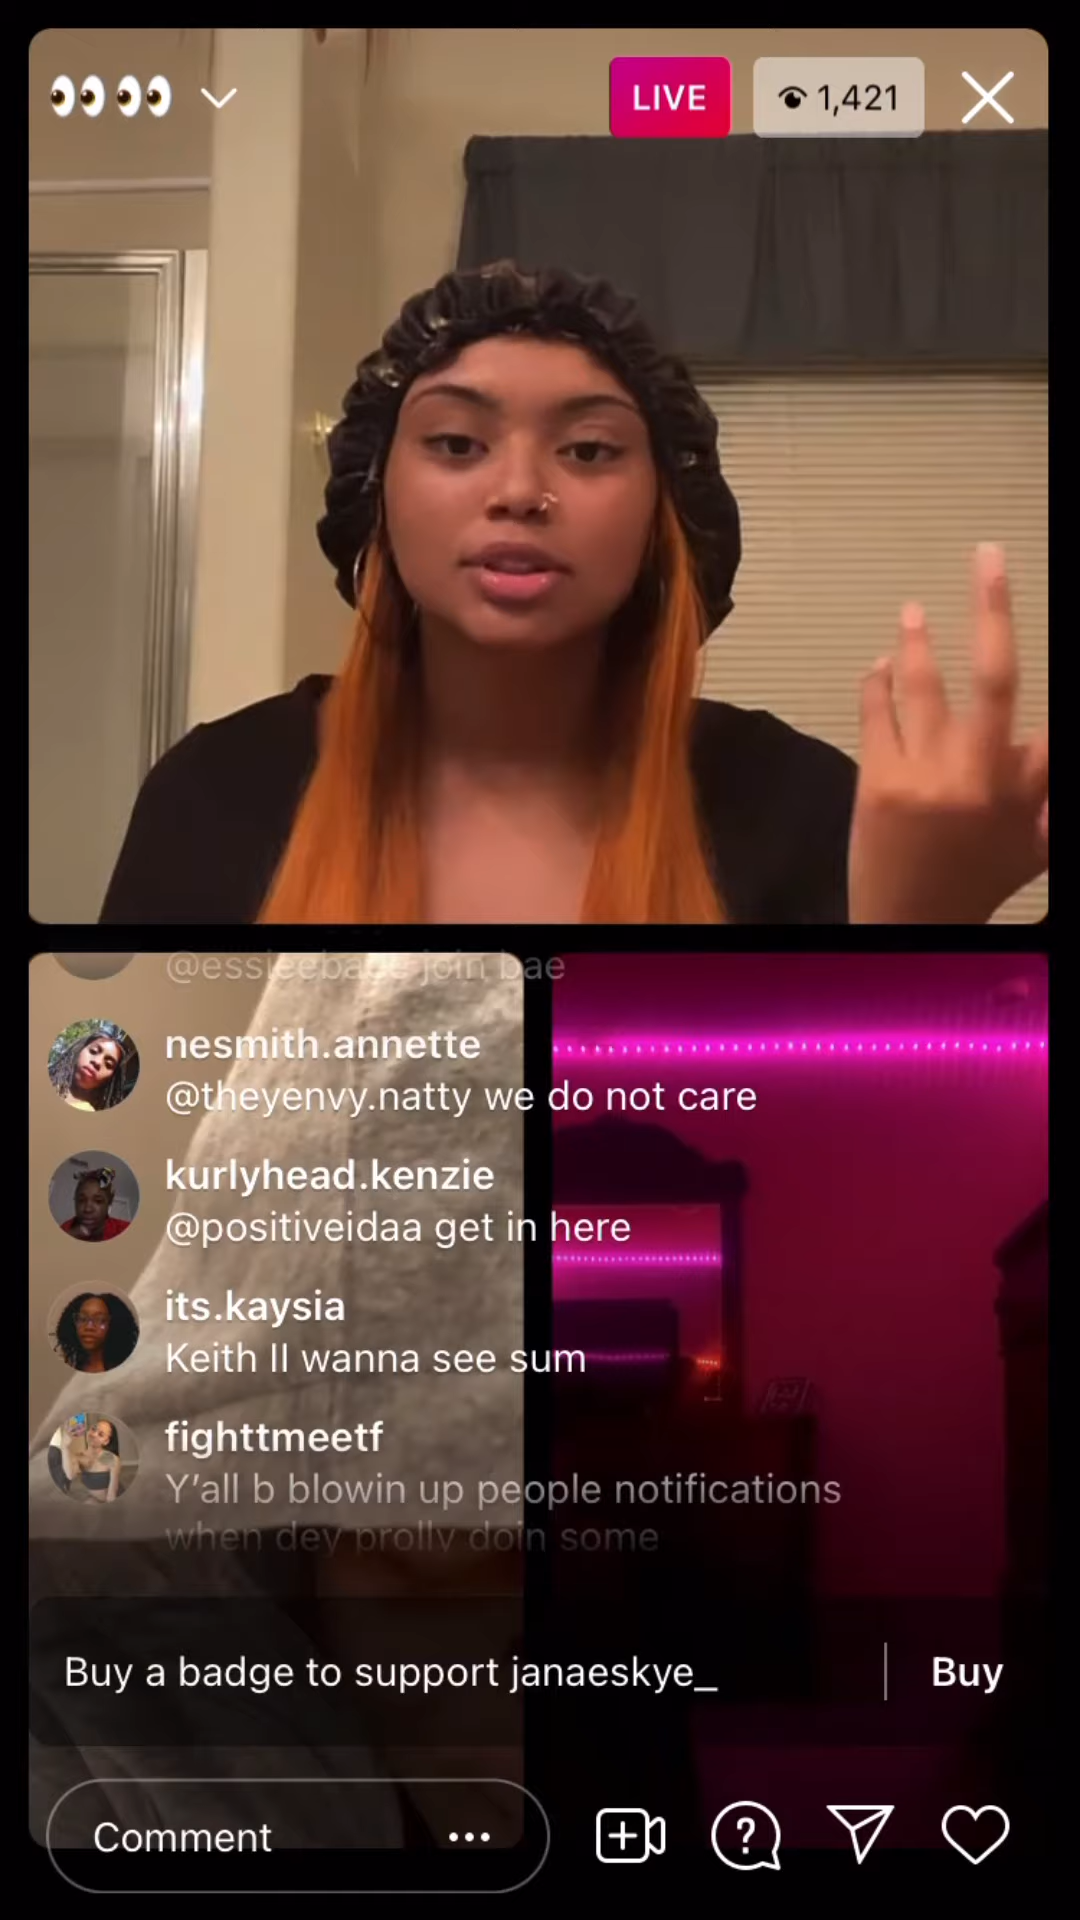 LIVE
1,421
@essieebabe join bae
nesmith.annette
@theyenvy.natty we do not care
kurlyhead.kenzie
@positiveidaa get in here
its.kaysia
Keith II wanna see sum
fighttmeetf
Y’all b blowin up people notifications
when dey prolly doin some
Buy a badge to support janaeskye_
Buy
Comment